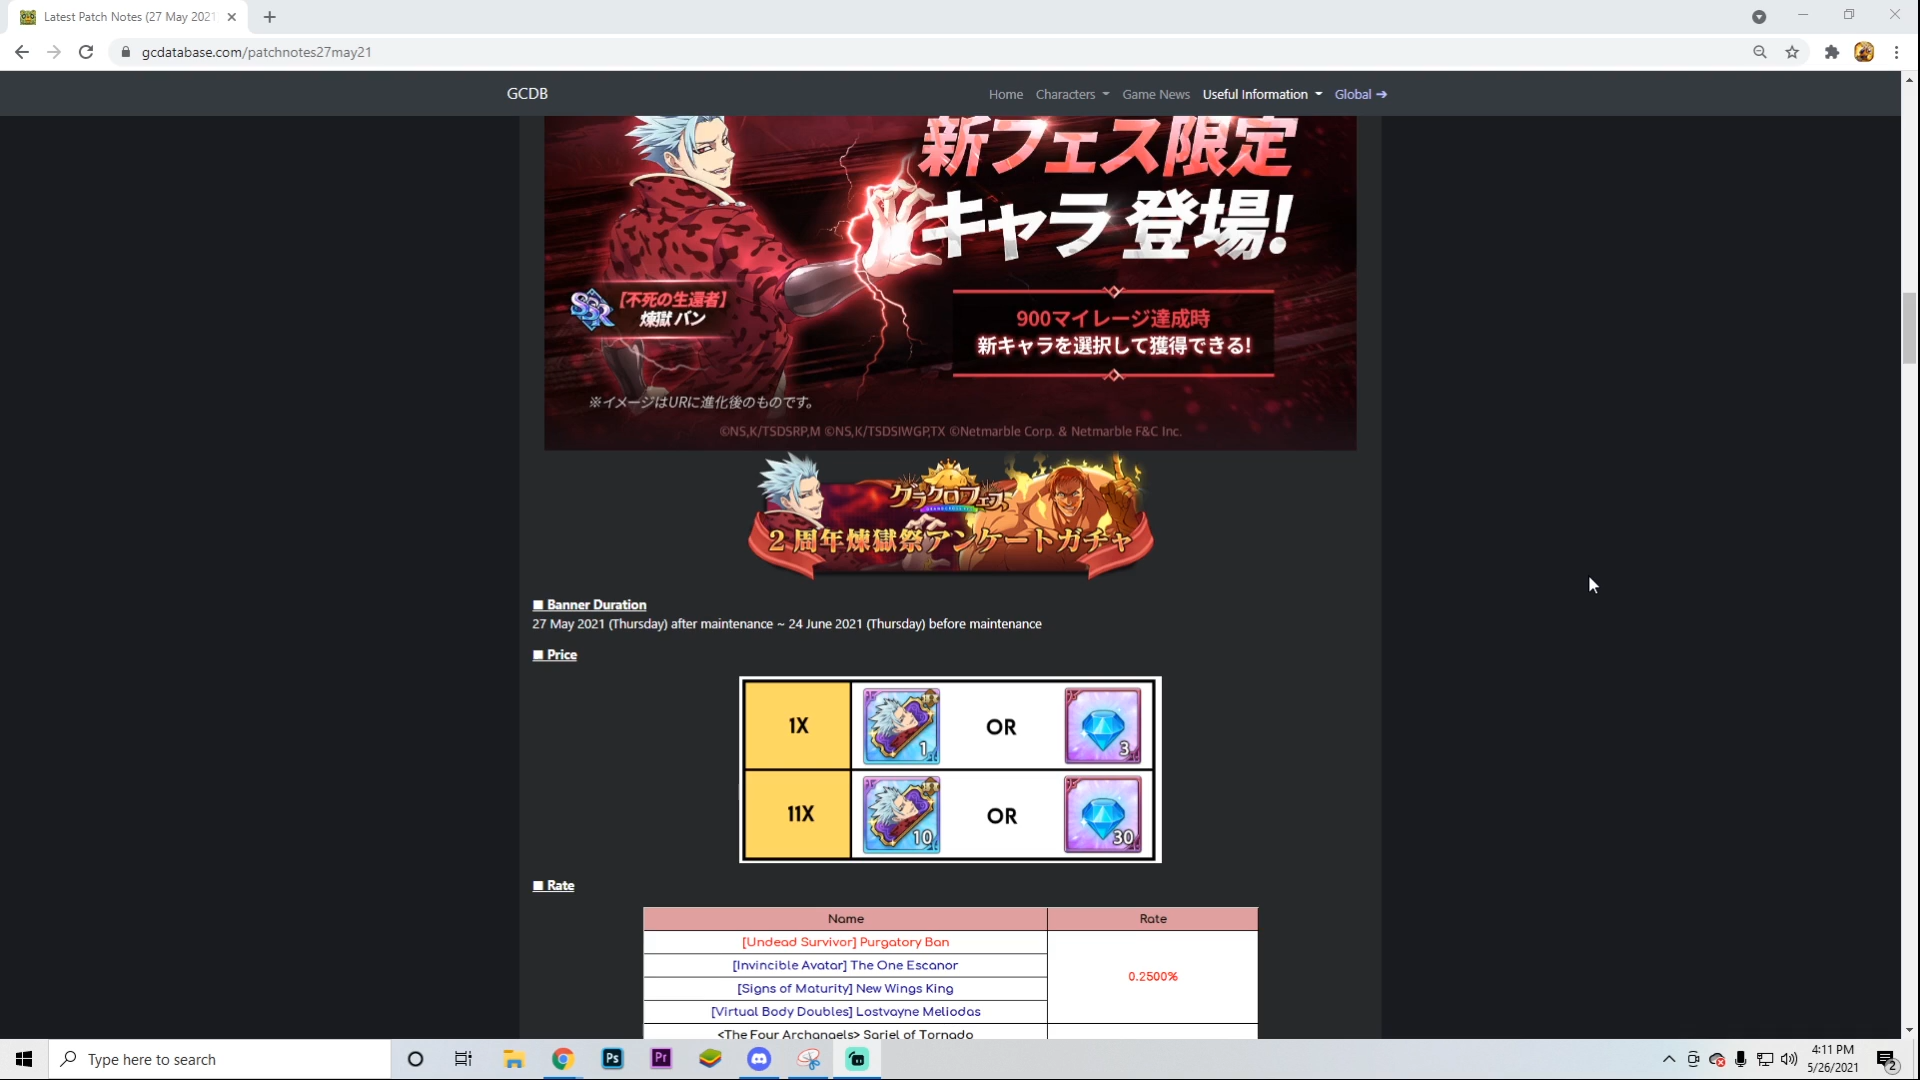 Latest Patch Notes (27 May 2021
gcdatabase.com/patchnotes27may21
GCDB
Home
Characters
Game News
Useful Information
Global
新フェス限定
キャラ登場!
SSR
【不死の生還者】
煉獄 バン
900マイレージ達成時
新キャラを選択して獲得できる!
※イメージはURに進化後のものです。
©NS,K/TSDSRP,M ©NS,K/TSDSIWGP,TX ©Netmarble Corp. & Netmarble F&C Inc.
グラクロフェス
2周年煉獄祭アンケートガチャ
Banner Duration
27 May 2021 (Thursday) after maintenance ~ 24 June 2021 (Thursday) before maintenance
Price
1X
1
OR
3
11X
10
OR
30
Rate
Name
Rate
[Undead Survivor] Purgatory Ban
[Invincible Avatar] The One Escanor
0.2500%
[Signs of Maturity] New Wings King
[Virtual Body Doubles] Lostvayne Meliodas
<The Four Archangels> Sariel of Tornado
Type here to search
Ps
Pr
4:11 PM
5/26/2021
2